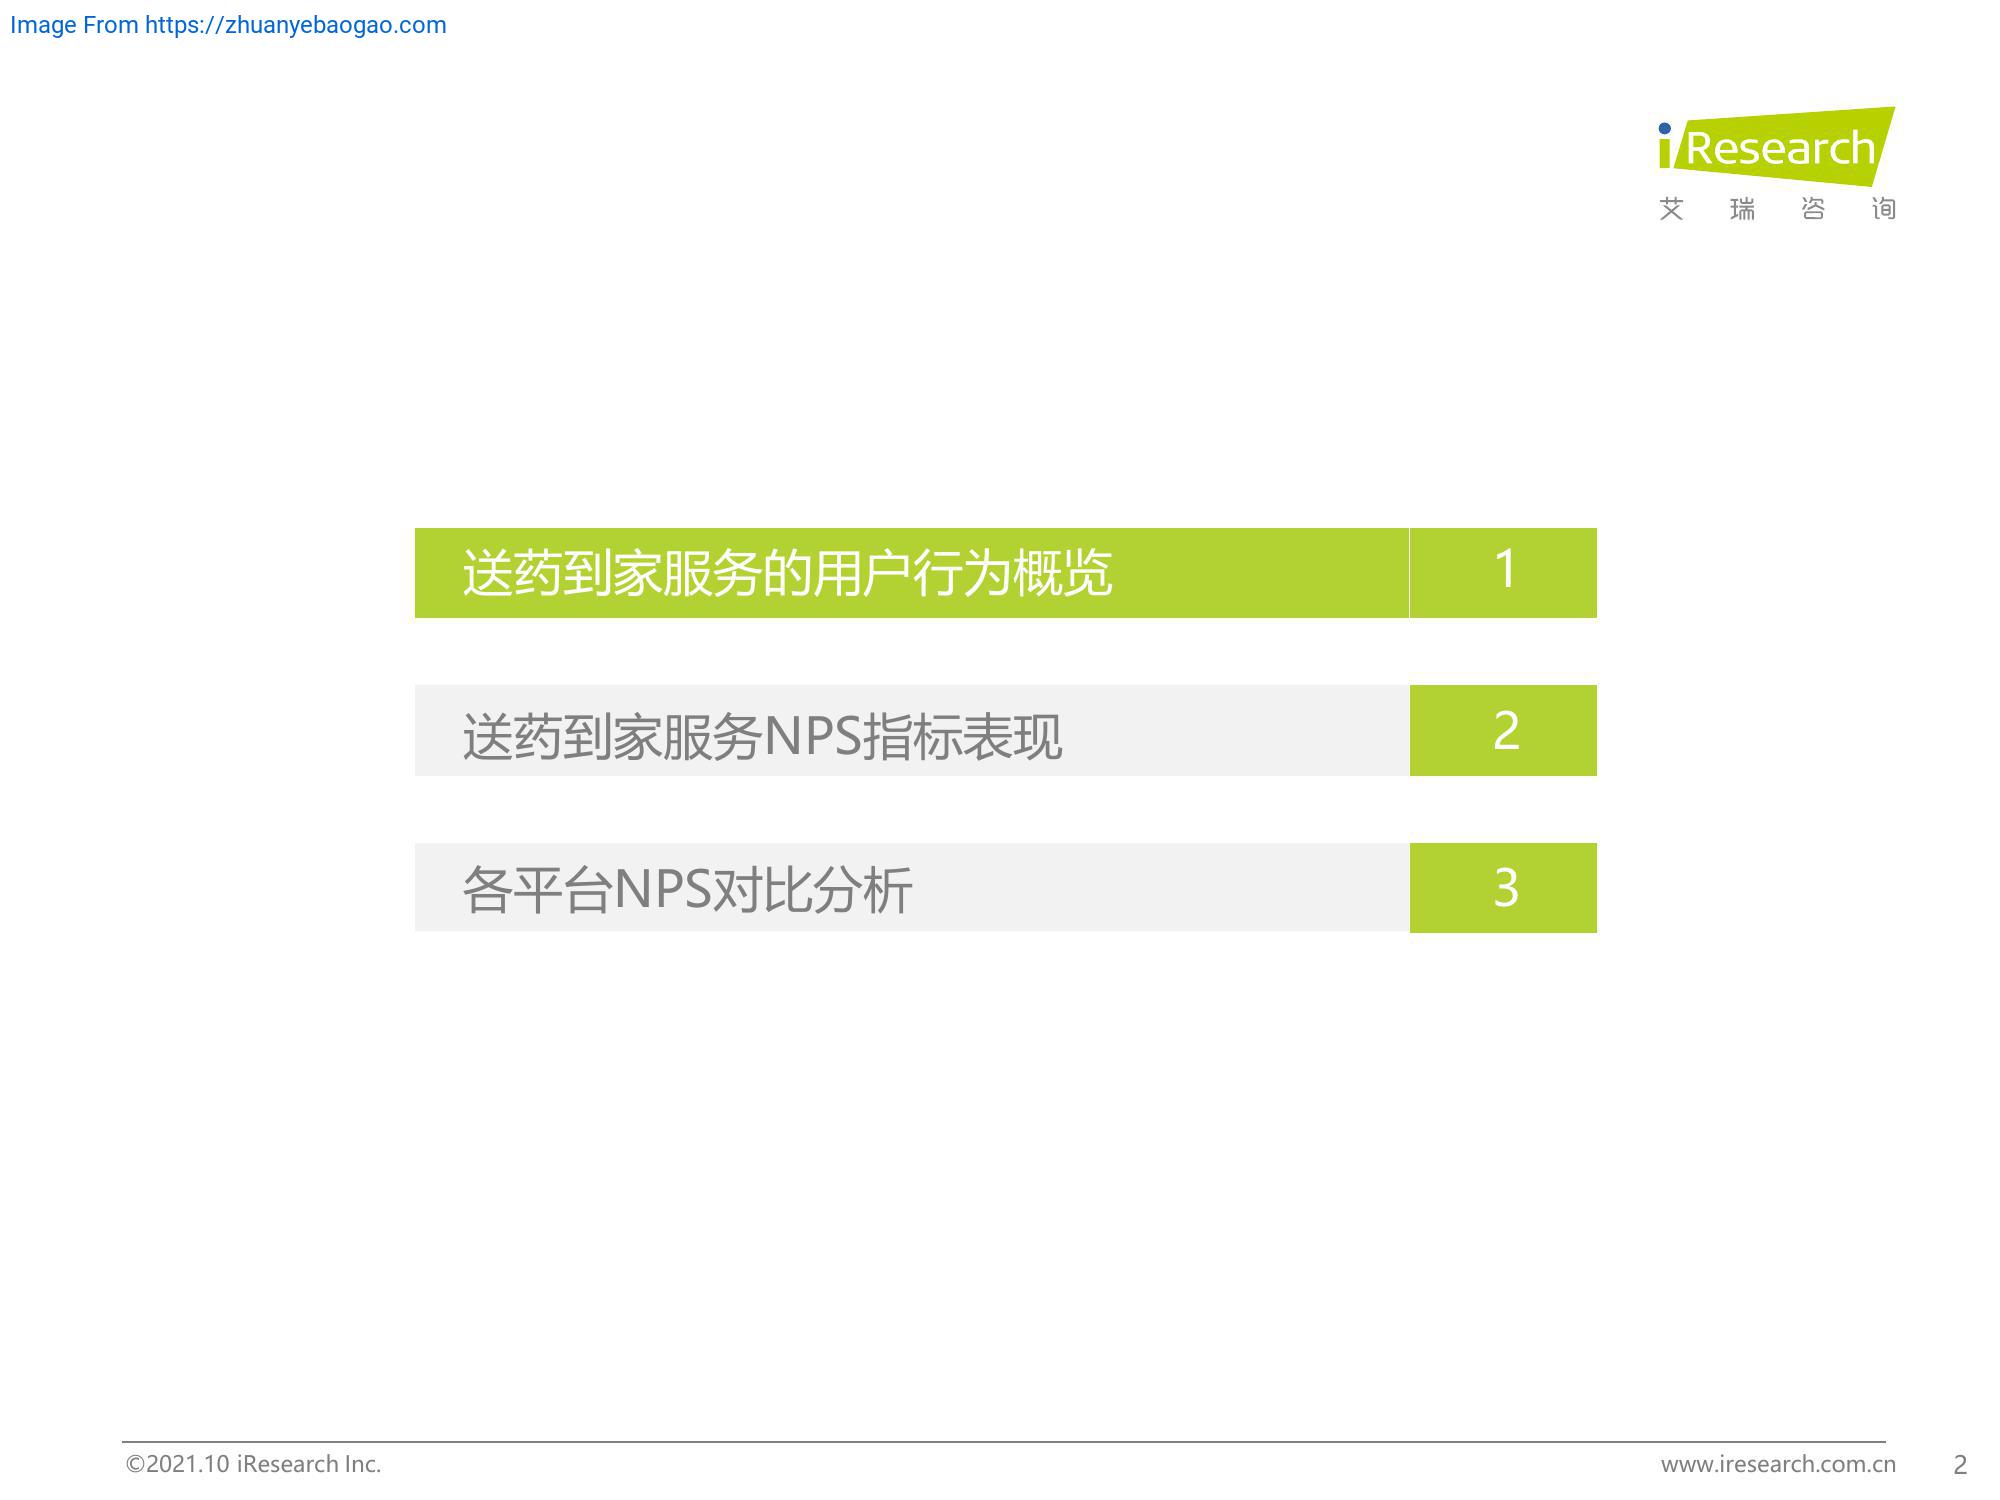 Image From https://zhuanyebaogao.com
iResearch
艾瑞咨询
送药到家服务的用户行为概览 1
送药到家服务NPS指标表现 2
各平台NPS对比分析 3
©2021.10 iResearch Inc. www.iresearch.com.cn 2